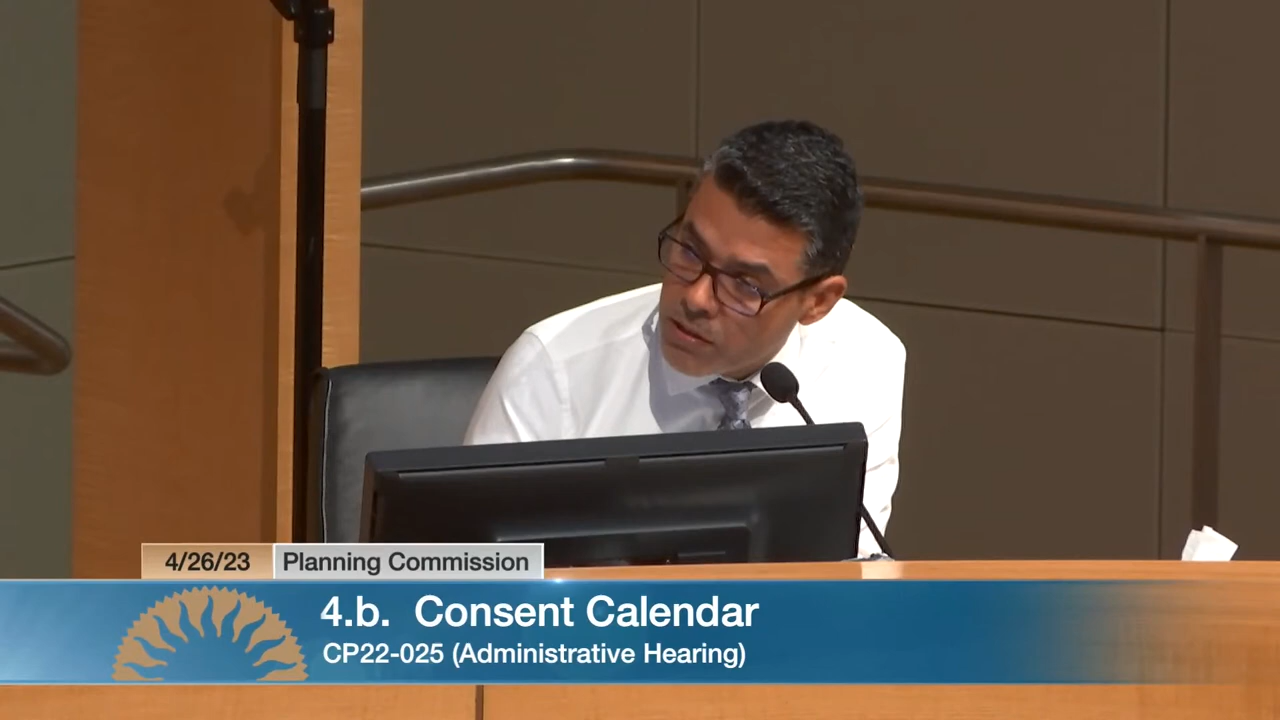 4/26/23 Planning Commission
4.b. Consent Calendar
CP22-025 (Administrative Hearing)